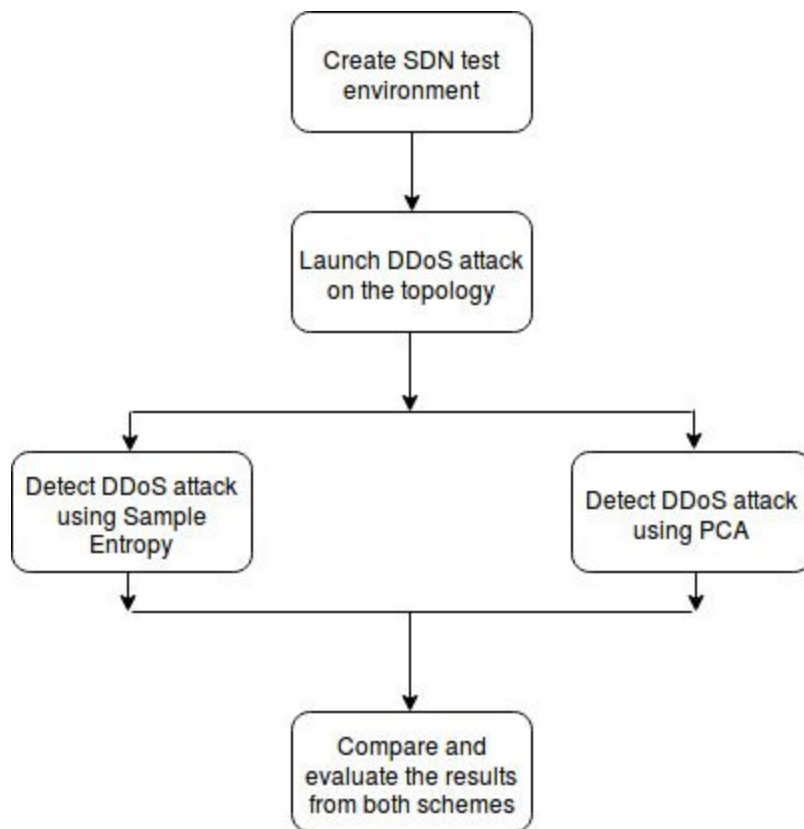 Create SDN test
environment
Launch DDoS attack
on the topology
Detect DDoS attack
using Sample
Entropy
Detect DDoS attack
using PCA
Compare and
evaluate the results
from both schemes